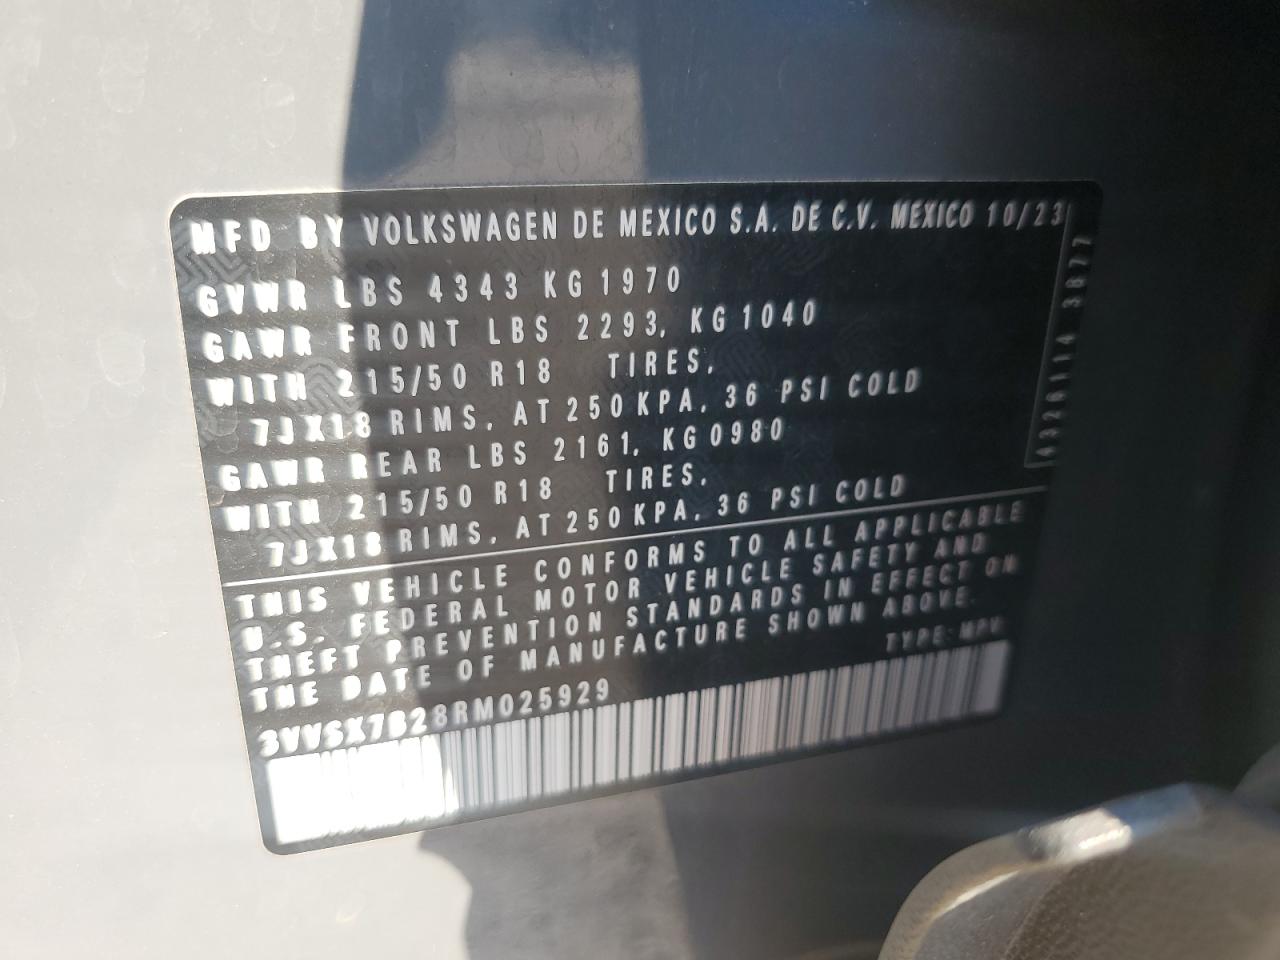 MFD BY VOLKSWAGEN DE MEXICO S.A. DE C.V. MEXICO 10/23
GVWR LBS 4343 KG 1970
GAWR FRONT LBS 2293, KG 1040
WITH 215/50 R18 TIRES,
7JX18 RIMS, AT 250 KPA, 36 PSI COLD
GAWR REAR LBS 2161, KG 0980
WITH 215/50 R18 TIRES,
7JX18 RIMS, AT 250 KPA, 36 PSI COLD
THIS VEHICLE CONFORMS TO ALL APPLICABLE
U.S. FEDERAL MOTOR VEHICLE SAFETY AND
THEFT PREVENTION STANDARDS IN EFFECT ON
THE DATE OF MANUFACTURE SHOWN ABOVE.
TYPE: MPV
3VVSX7B28RM025929